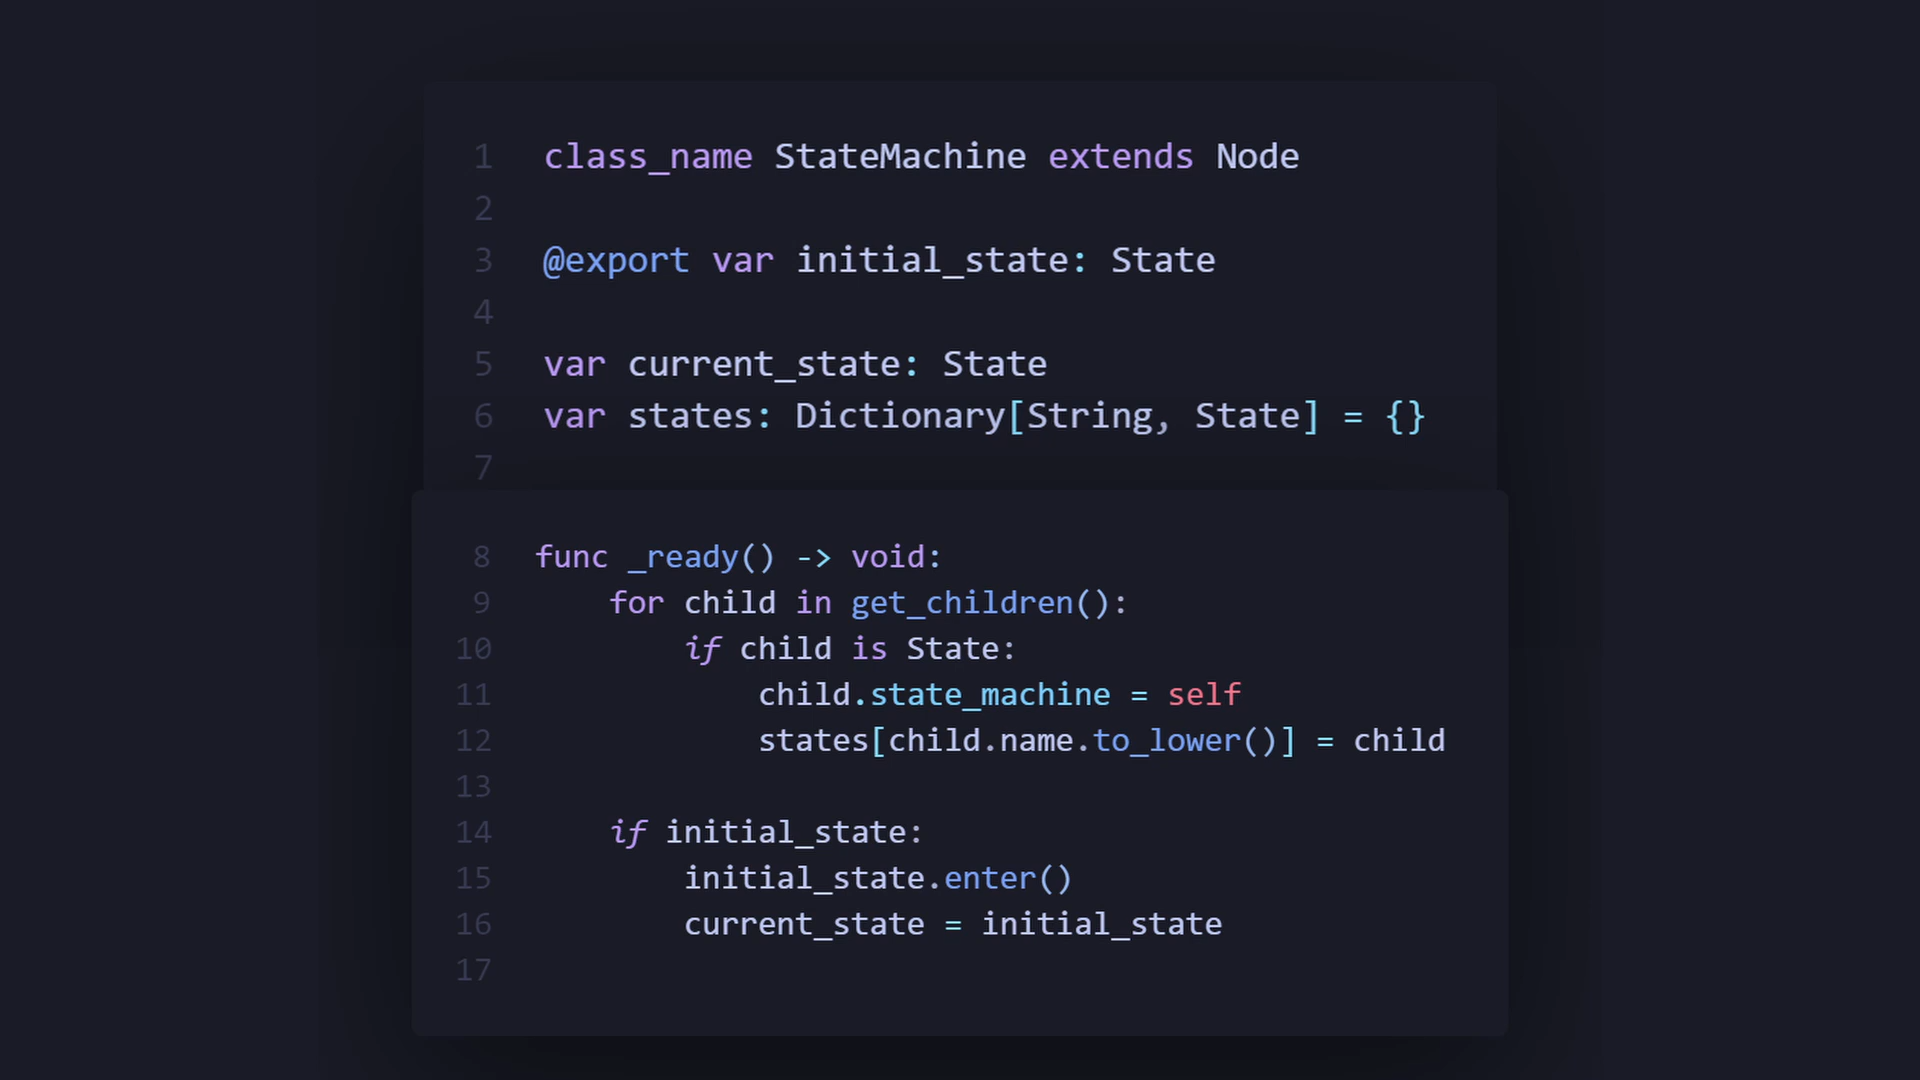 1 class_name StateMachine extends Node
2
3 @export var initial_state: State
4
5 var current_state: State
6 var states: Dictionary[String, State] = {}
7
8 func _ready() -> void:
9 for child in get_children():
10 if child is State:
11 child.state_machine = self
12 states[child.name.to_lower()] = child
13
14 if initial_state:
15 initial_state.enter()
16 current_state = initial_state
17